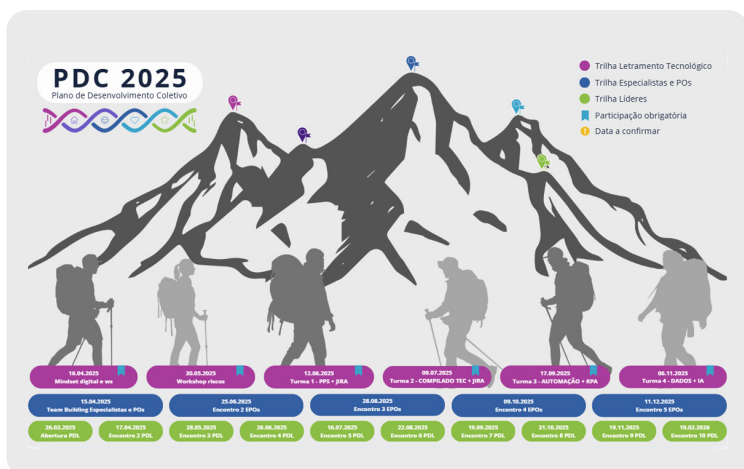 PDC 2025
Plano de Desenvolvimento Coletivo
Trilha Letramento Tecnológico
Trilha Especialistas e POs
Trilha Líderes
Participação obrigatória
Data a confirmar
16.04.2025
Mindset digital e we
30.05.2025
Workshop riscos
12.06.2025
Turma 1 - PPS + JIRA
09.07.2025
Turma 2 - COMPILADO TEC + JIRA
17.09.2025
Turma 3 - AUTOMAÇÃO + RPA
06.11.2025
Turma 4 - DADOS + IA
15.04.2025
Team Building Especialistas e POs
25.06.2025
Encontro 2 EPOs
28.08.2025
Encontro 3 EPOs
09.10.2025
Encontro 4 EPOs
11.12.2025
Encontro 5 EPOs
26.03.2025
Abertura PDL
17.04.2025
Encontro 2 PDL
28.05.2025
Encontro 3 PDL
26.06.2025
Encontro 4 PDL
16.07.2025
Encontro 5 PDL
22.08.2025
Encontro 6 PDL
19.09.2025
Encontro 7 PDL
31.10.2025
Encontro 8 PDL
19.11.2025
Encontro 9 PDL
19.02.2026
Encontro 10 PDL